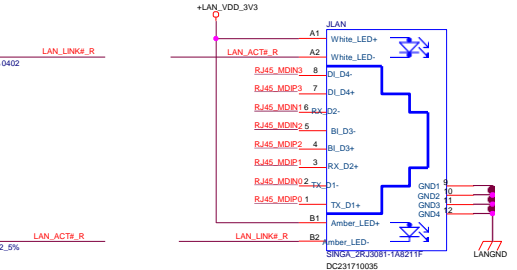 +LAN_VDD_3V3
JLAN
A1 White_LED+
LAN_LINK#_R LAN_ACT#_R A2 White_LED-
0402
RJ45_MDIN3 8 DI_D4-
RJ45_MDIP3 7 DI_D4+
RJ45_MDIN1 6 RX_D2-
RJ45_MDIN2 5 BI_D3-
RJ45_MDIP2 4 BI_D3+
RJ45_MDIP1 3 RX_D2+
RJ45_MDIN0 2 TX_D1-
RJ45_MDIP0 1 TX_D1+
GND1 9
GND2 10
GND3 11
GND4 12
B1 Amber_LED+
LAN_ACT#_R LAN_LINK#_R B2 Amber_LED-
2_5%
SINGA_2RJ3081-1A8211F
LANGND
DC231710035